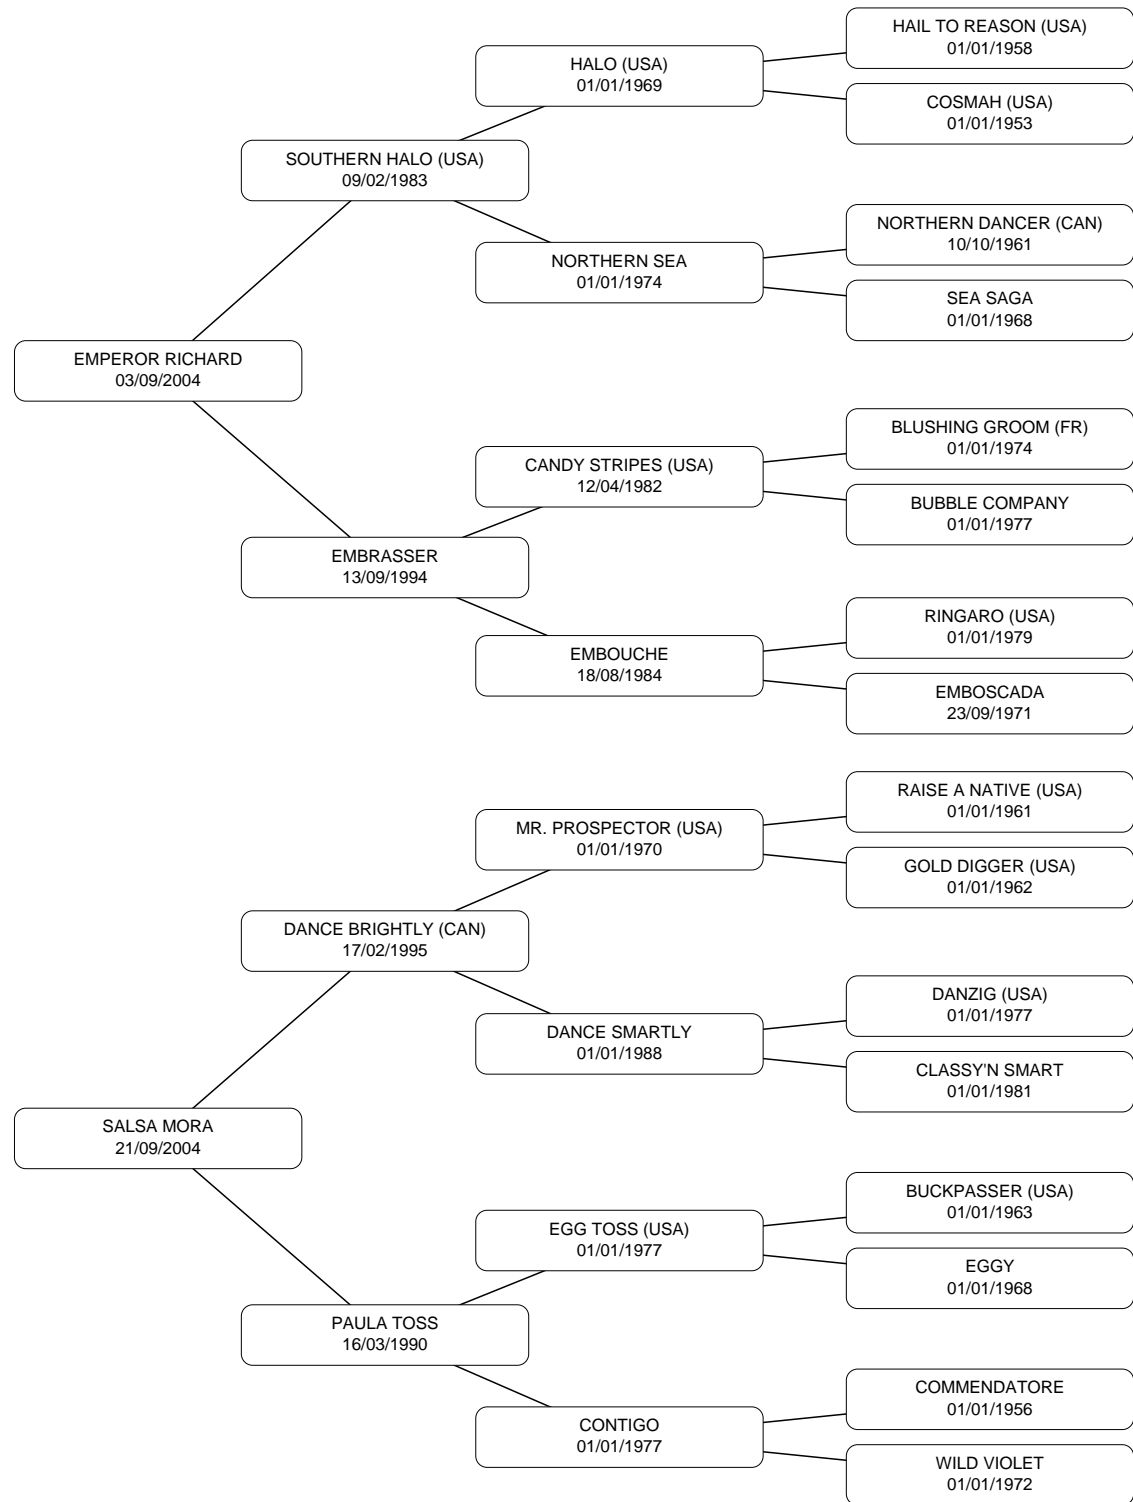 HAIL TO REASON (USA)
01/01/1958
HALO (USA)
01/01/1969
COSMAH (USA)
01/01/1953
SOUTHERN HALO (USA)
09/02/1983
NORTHERN DANCER (CAN)
10/10/1961
NORTHERN SEA
01/01/1974
SEA SAGA
01/01/1968
EMPEROR RICHARD
03/09/2004
BLUSHING GROOM (FR)
01/01/1974
CANDY STRIPES (USA)
12/04/1982
BUBBLE COMPANY
01/01/1977
EMBRASSER
13/09/1994
RINGARO (USA)
01/01/1979
EMBOUCHE
18/08/1984
EMBOSCADA
23/09/1971
RAISE A NATIVE (USA)
01/01/1961
MR. PROSPECTOR (USA)
01/01/1970
GOLD DIGGER (USA)
01/01/1962
DANCE BRIGHTLY (CAN)
17/02/1995
DANZIG (USA)
01/01/1977
DANCE SMARTLY
01/01/1988
CLASSY'N SMART
01/01/1981
SALSA MORA
21/09/2004
BUCKPASSER (USA)
01/01/1963
EGG TOSS (USA)
01/01/1977
EGGY
01/01/1968
PAULA TOSS
16/03/1990
COMMENDATORE
01/01/1956
CONTIGO
01/01/1977
WILD VIOLET
01/01/1972